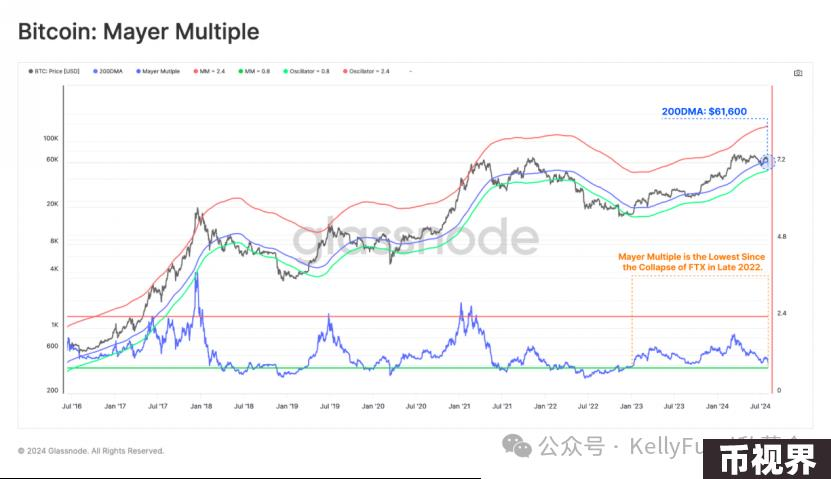 Bitcoin: Mayer Multiple
BTC: Price [USD] 200DMA Mayer Mutiple MM = 2.4 MM = 0.8 Oscillator = 0.8 Oscillator = 2.4
200DMA: $61,600
100K
60K
7.2
20K
glassnode
8K
4.8
Mayer Multiple is the Lowest Since
the Collapse of FTX in Late 2022.
4K
1K
2.4
600
200
0
Jul '16 Jan '17 Jul '17 Jan '18 Jul '18 Jan '19 Jul '19 Jan '20 Jul '20 Jan '21 Jul '21 Jan '22 Jul '22 Jan '23 Jul '23 Jan '24 Jul '24
© 2024 Glassnode. All Rights Reserved.
公众号 · KellyFu
币视界